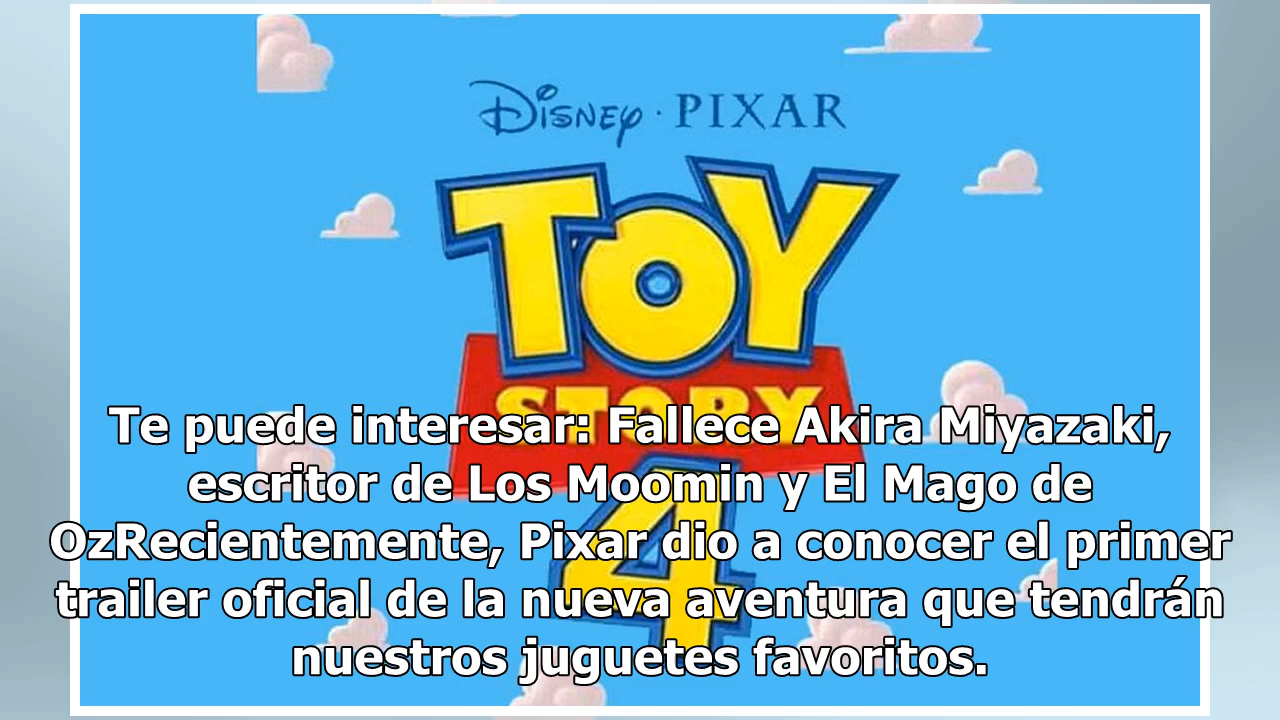 DISNEY · PIXAR
TOY
STORY
4
Te puede interesar: Fallece Akira Miyazaki,
escritor de Los Moomin y El Mago de
OzRecientemente, Pixar dio a conocer el primer
trailer oficial de la nueva aventura que tendrán
nuestros juguetes favoritos.